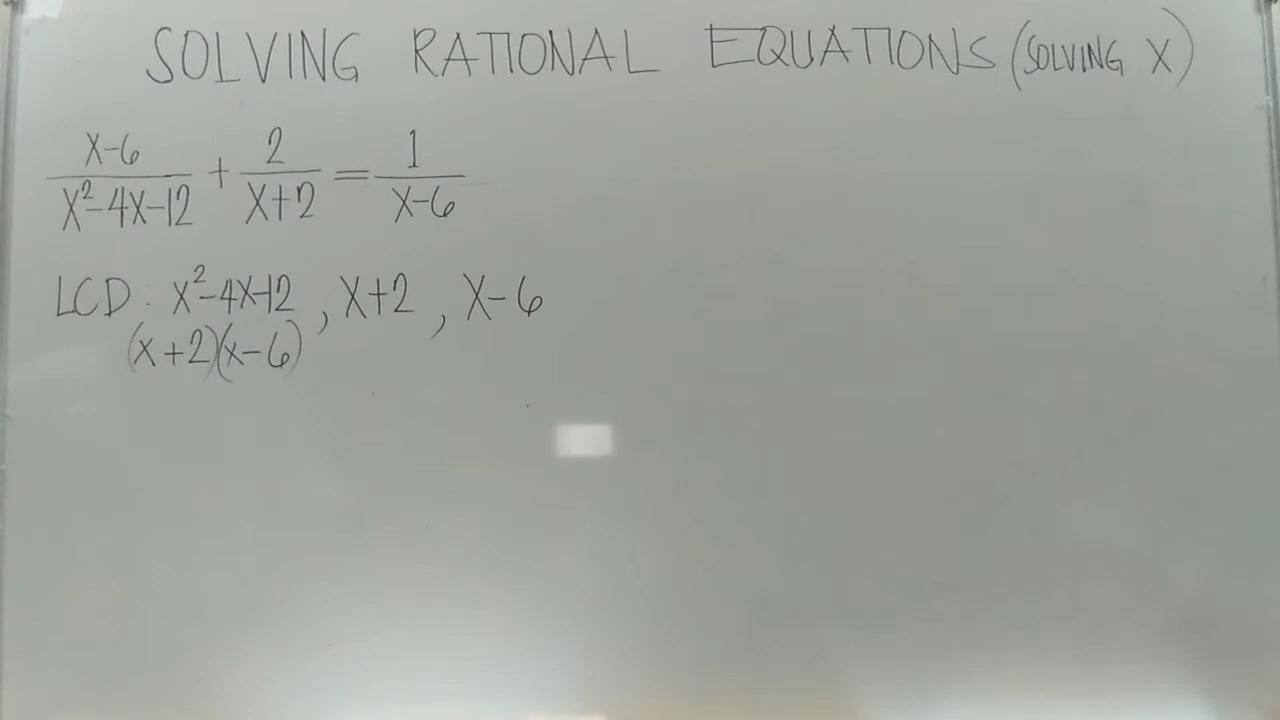 SOLVING RATIONAL EQUATIONS (SOLVING X)
x-6/x²-4x-12 + 2/x+2 = 1/x-6
LCD: x²-4x-12, x+2, x-6
(x+2)(x-6)